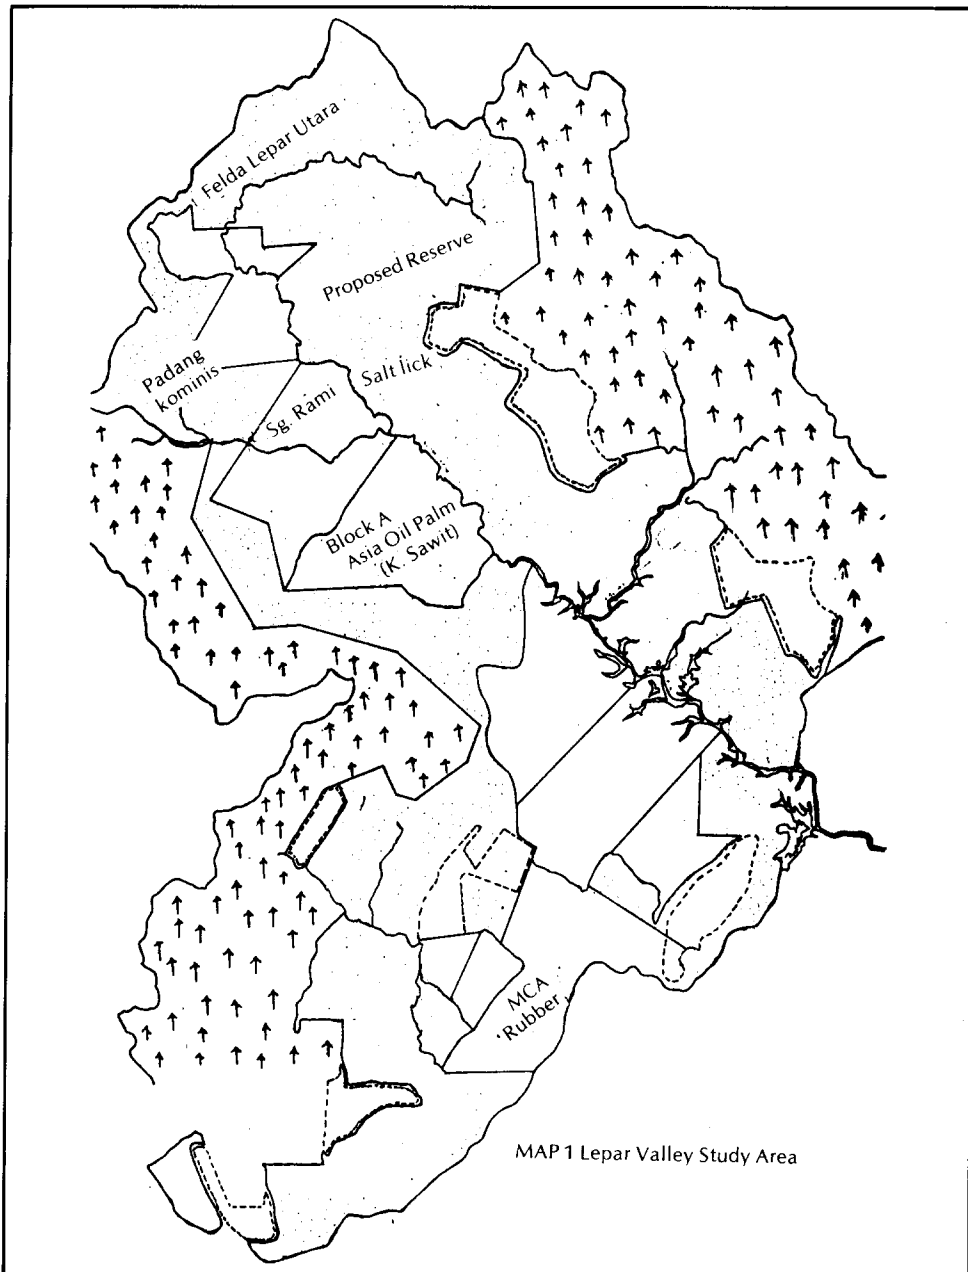 Felda Lepar Utara
Proposed Reserve
Padang
kominis
Salt lick
Sg. Rami
Block A
Asia Oil Palm
(K. Sawit)
MCA
Rubber
MAP 1 Lepar Valley Study Area